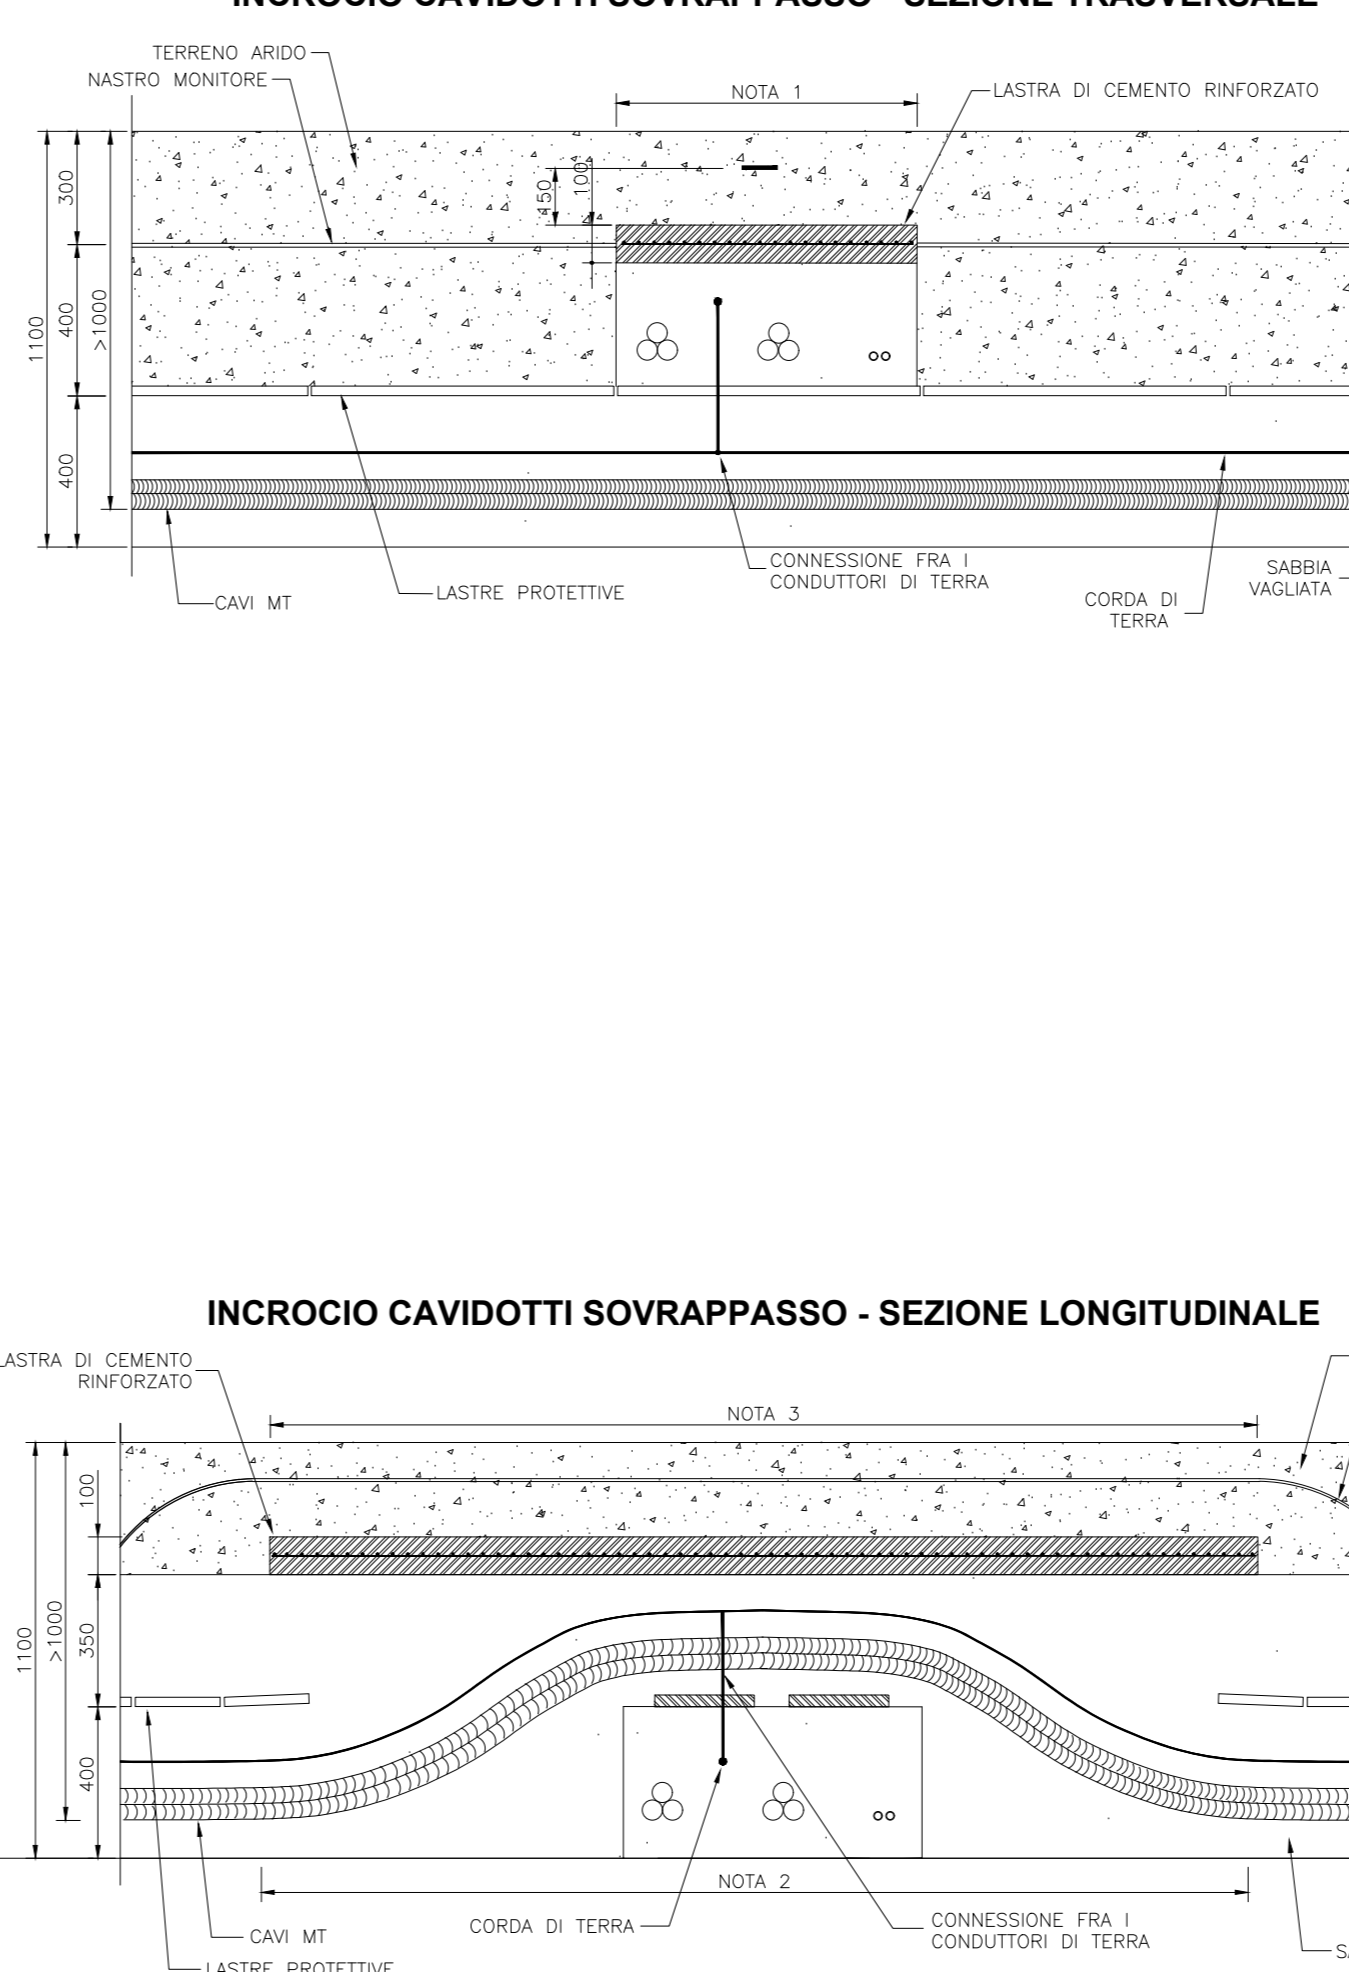 INCROCIO CAVIDOTTI SOVRAPPASSO - SEZIONE TRASVERSALE
TERRENO ARIDO
NASTRO MONITORE
NOTA 1
LASTRA DI CEMENTO RINFORZATO
300
400
400
1100
>1000
150
100
CONNESSIONE FRA I
CONDUTTORI DI TERRA
LASTRE PROTETTIVE
CAVI MT
CORDA DI
TERRA
SABBIA
VAGLIATA
INCROCIO CAVIDOTTI SOVRAPPASSO - SEZIONE LONGITUDINALE
LASTRA DI CEMENTO
RINFORZATO
NOTA 3
100
350
400
1100
>1000
NOTA 2
CORDA DI TERRA
CONNESSIONE FRA I
CONDUTTORI DI TERRA
CAVI MT
LASTRE PROTETTIVE